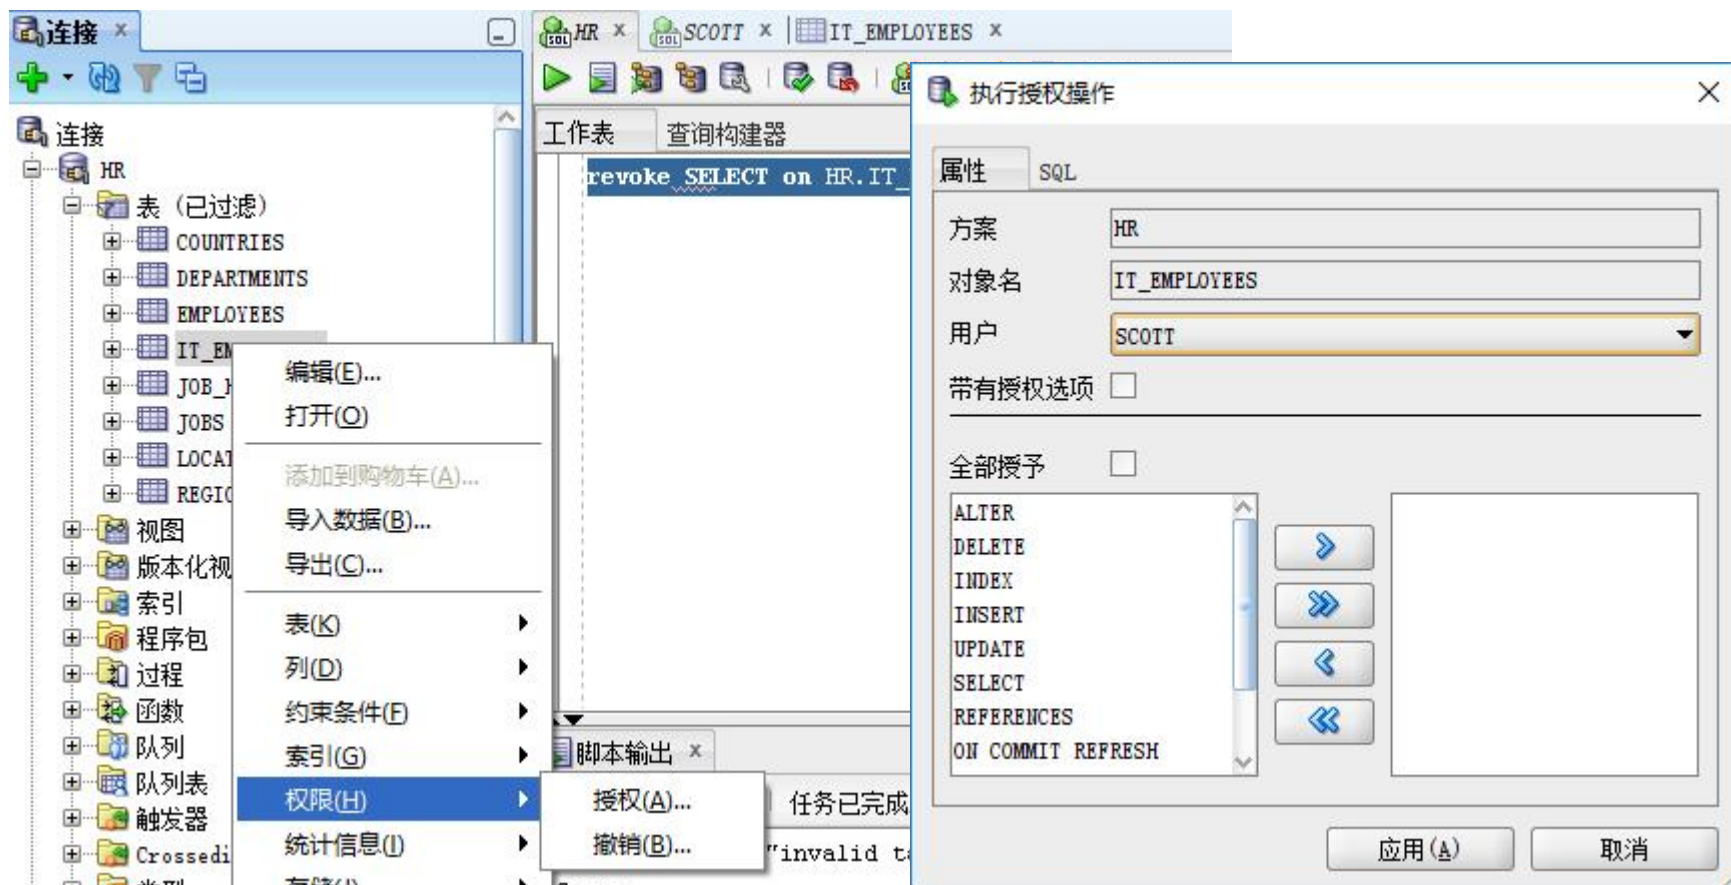 连接 ×
连接
HR
表 (已过滤)
COUNTRIES
DEPARTMENTS
EMPLOYEES
IT_EM
JOB_H
JOBS
LOCAT
REGIO
视图
版本化视
索引
程序包
过程
函数
队列
队列表
触发器
Crossedi
编辑(E)...
打开(O)
添加到购物车(A)...
导入数据(B)...
导出(C)...
表(K)
列(D)
约束条件(F)
索引(G)
权限(H)
统计信息(I)
授权(A)...
撤销(B)...
HR × SCOTT × IT_EMPLOYEES ×
工作表 查询构建器
revoke SELECT on HR.IT_
脚本输出 ×
任务已完成
"invalid ta
执行授权操作
属性 SQL
方案 HR
对象名 IT_EMPLOYEES
用户 SCOTT
带有授权选项
全部授予
ALTER
DELETE
INDEX
INSERT
UPDATE
SELECT
REFERENCES
ON COMMIT REFRESH
应用(A) 取消